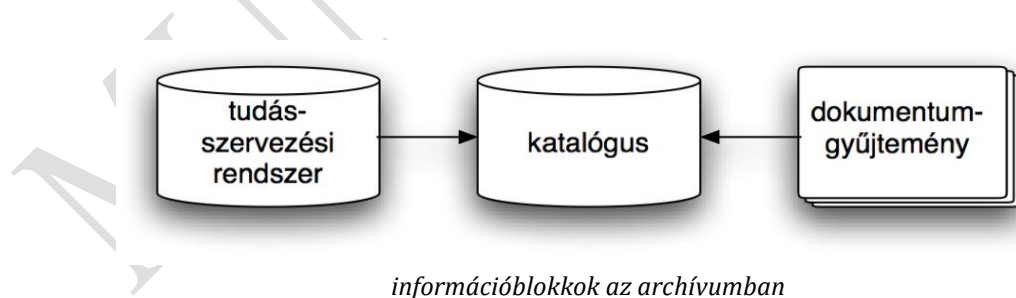 tudás-
szervezési
rendszer
katalógus
dokumentum-
gyűjtemény
információblokkok az archívumban